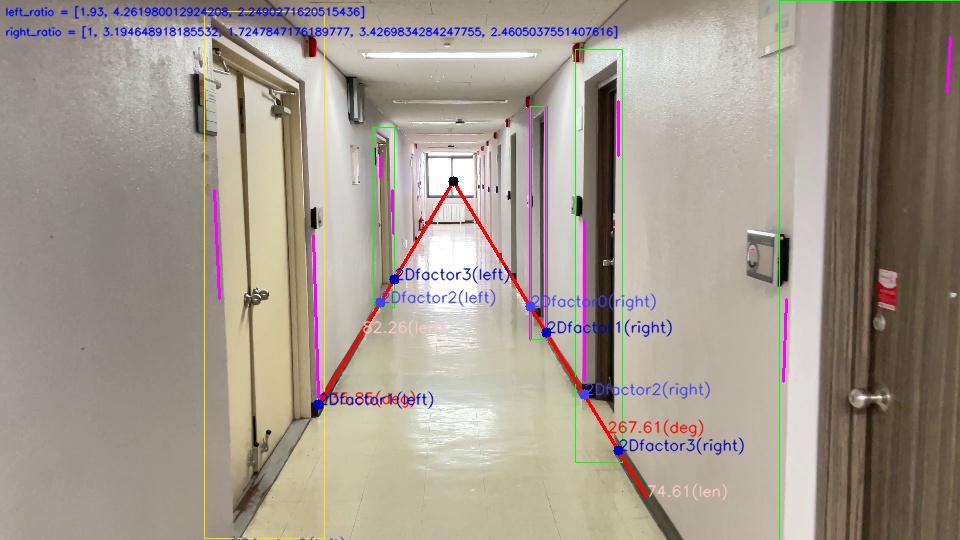 left_ratio = [1.93, 4.261980012924208, 2.2490271620515436]
right_ratio = [1, 3.194648918185532, 1.7247847176189777, 3.4269834284247755, 2.4605037551407616]
2Dfactor3(left)
2Dfactor2(left)
2Dfactor0(right)
82.26(len)
2Dfactor1(right)
2Dfactor2(right)
2Dfactor1(left)
267.61(deg)
2Dfactor3(right)
74.61(len)